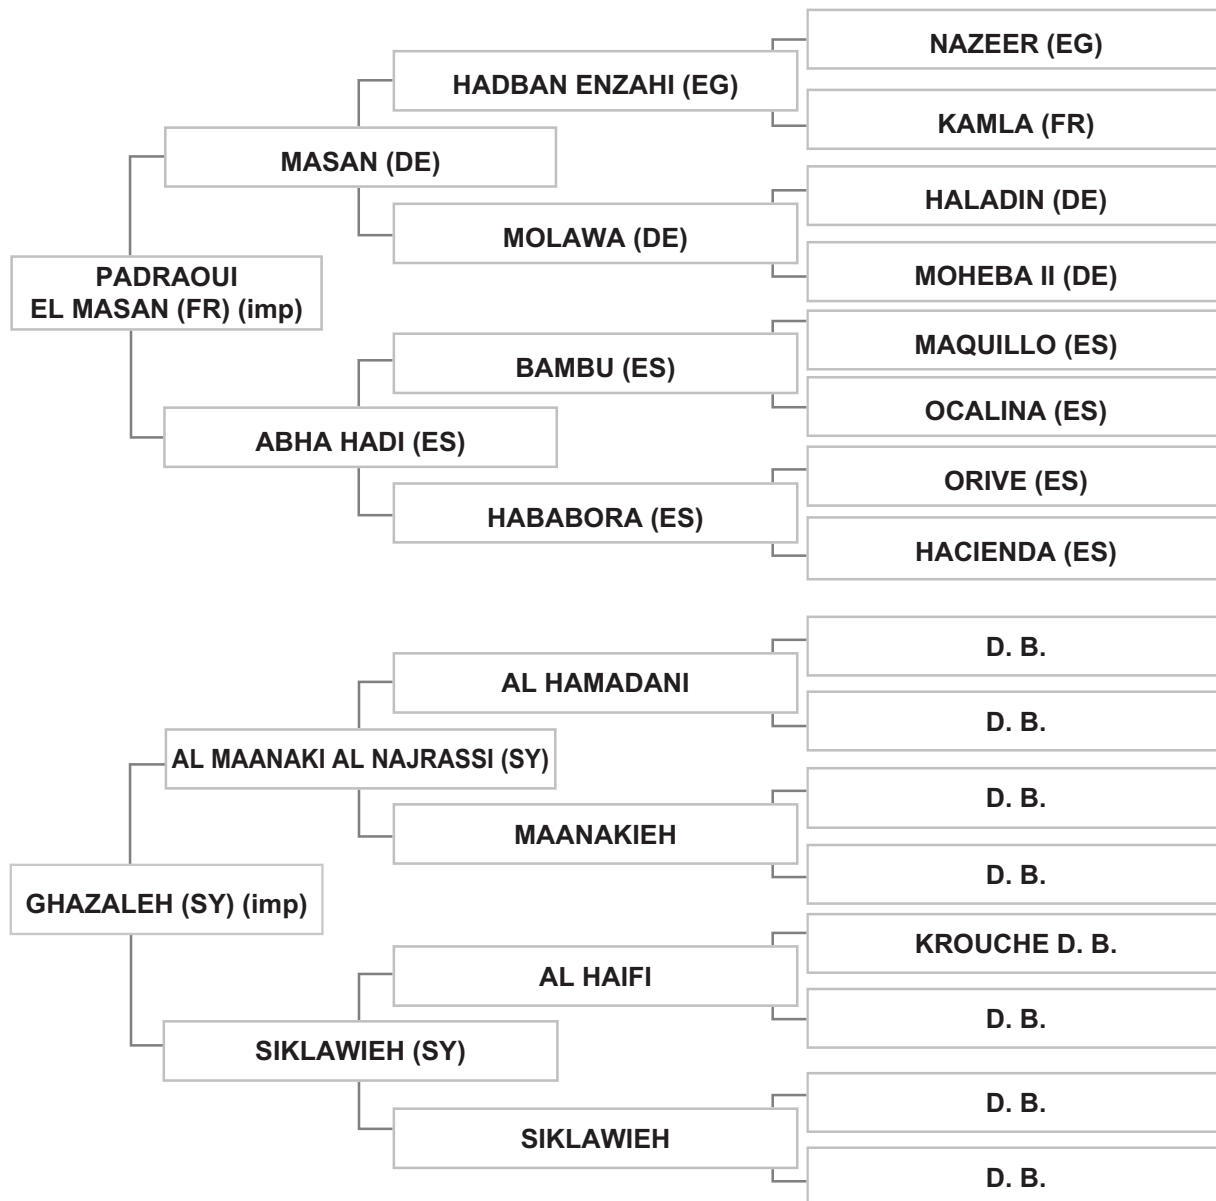 NAZEER (EG)
HADBAN ENZAHI (EG)
KAMLA (FR)
MASAN (DE)
HALADIN (DE)
MOLAWA (DE)
MOHEBA II (DE)
PADRAOUI
EL MASAN (FR) (imp)
MAQUILLO (ES)
BAMBU (ES)
OCALINA (ES)
ABHA HADI (ES)
ORIVE (ES)
HABABORA (ES)
HACIENDA (ES)
D. B.
AL HAMADANI
D. B.
AL MAANAKI AL NAJRASSI (SY)
D. B.
MAANAKIEH
D. B.
GHAZALEH (SY) (imp)
KROUCHE D. B.
AL HAIFI
D. B.
SIKLAWIEH (SY)
D. B.
SIKLAWIEH
D. B.